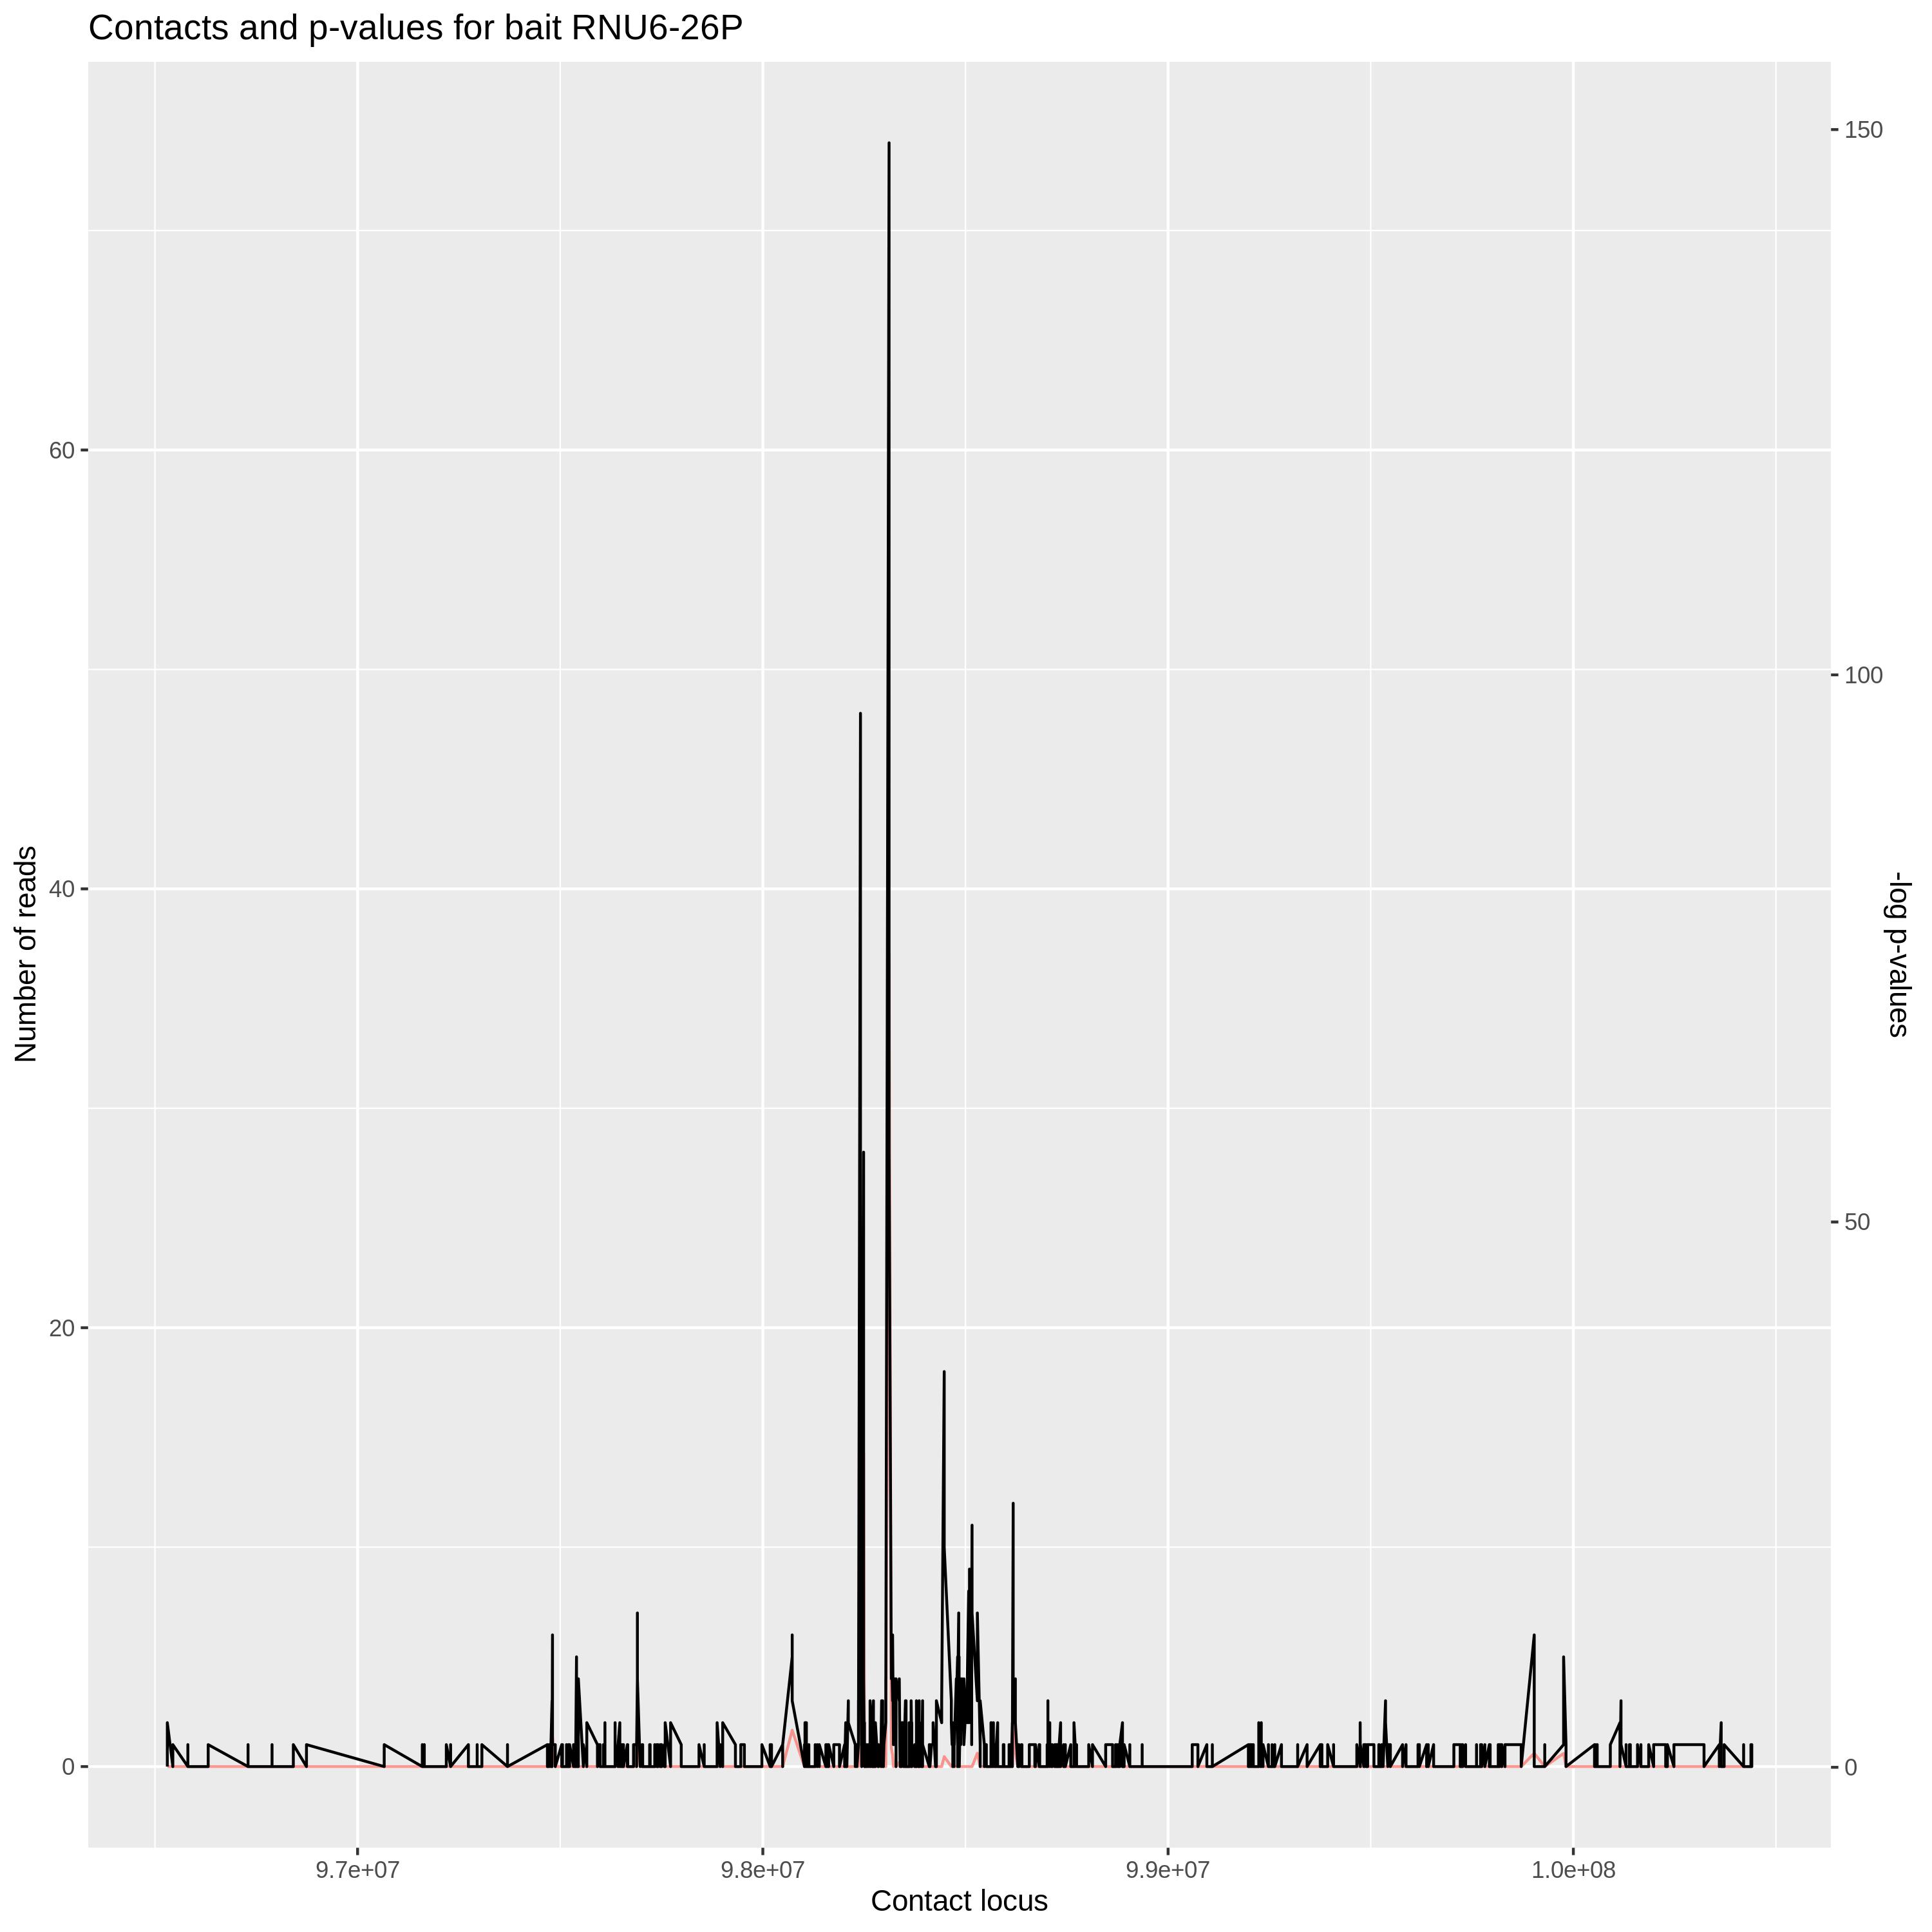 Contacts and p-values for bait RNU6-26P
Number of reads
60
40
20
0
150
100
50
0
-log p-values
9.7e+07
9.8e+07
9.9e+07
1.0e+08
Contact locus